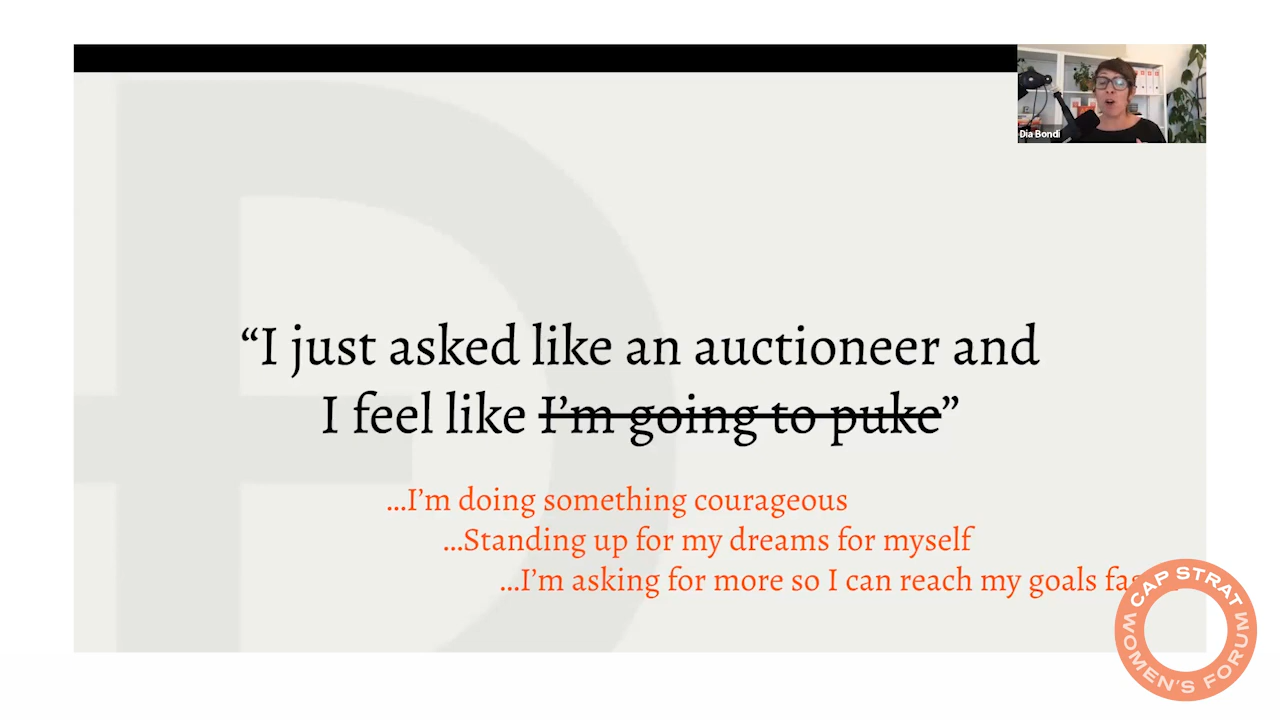 Dia Bondi
“I just asked like an auctioneer and
I feel like I’m going to puke”
...I’m doing something courageous
...Standing up for my dreams for myself
...I’m asking for more so I can reach my goals
CAP STRAT
WOMEN’S FORUM